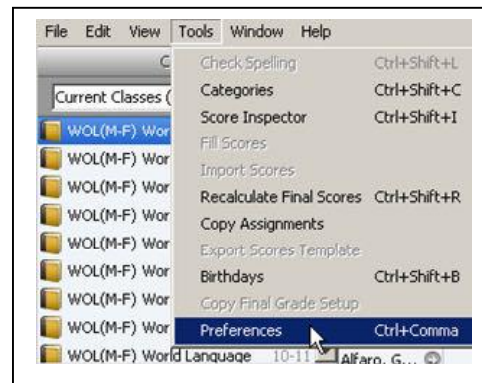 File Edit View Tools Window Help
C
Check Spelling Ctrl+Shift+L
Current Classes (
Categories Ctrl+Shift+C
WOL(M-F) Wor
Score Inspector Ctrl+Shift+I
Fill Scores
WOL(M-F) Wor
Import Scores
WOL(M-F) Wor
Recalculate Final Scores Ctrl+Shift+R
WOL(M-F) Wor
Copy Assignments
WOL(M-F) Wor
Export Scores Template
WOL(M-F) Wor
Birthdays Ctrl+Shift+B
WOL(M-F) Wor
Copy Final Grade Setup
WOL(M-F) Wor
Preferences Ctrl+Comma
WOL(M-F) World Language 10-11 Alfaro, G...